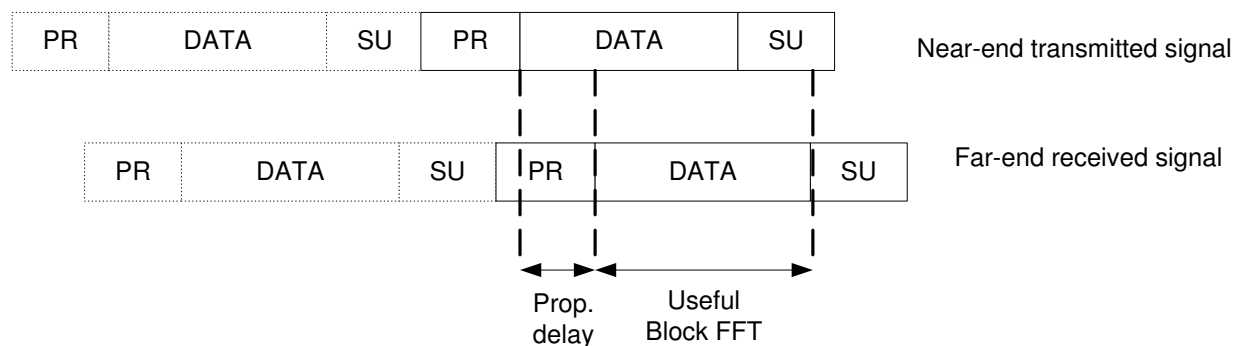 PR DATA SU PR DATA SU
Near-end transmitted signal
PR DATA SU PR DATA SU
Far-end received signal
Prop.
delay
Useful
Block FFT